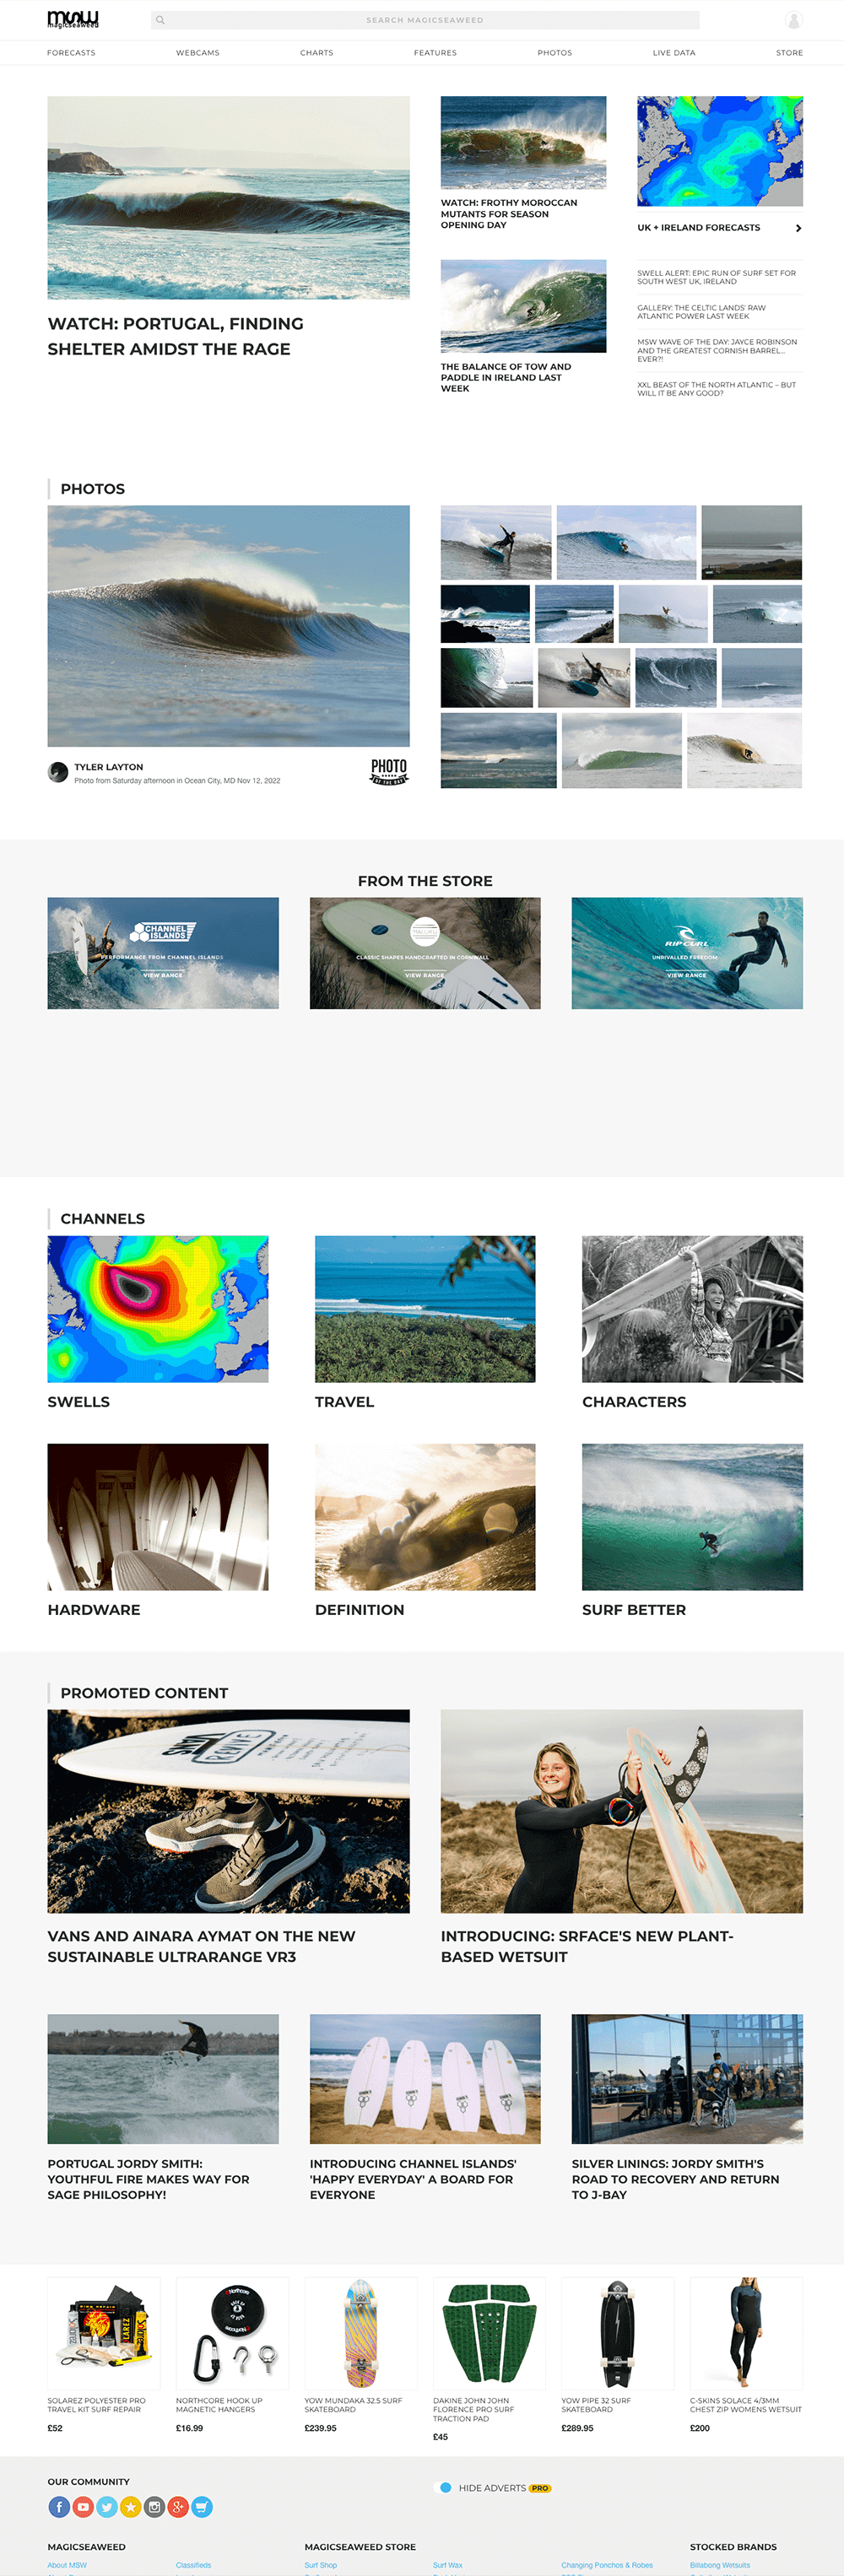 msw
magicseaweed
SEARCH MAGICSEAWEED
FORECASTS
WEBCAMS
CHARTS
FEATURES
PHOTOS
LIVE DATA
STORE
WATCH: PORTUGAL, FINDING
SHELTER AMIDST THE RAGE
WATCH: FROTHY MOROCCAN
MUTANTS FOR SEASON
OPENING DAY
THE BALANCE OF TOW AND
PADDLE IN IRELAND LAST
WEEK
UK + IRELAND FORECASTS
SWELL ALERT: EPIC RUN OF SURF SET FOR
SOUTH WEST UK, IRELAND
GALLERY: THE CELTIC LANDS' RAW
ATLANTIC POWER LAST WEEK
MSW WAVE OF THE DAY: JAYCE ROBINSON
AND THE GREATEST CORNISH BARREL...
EVER?!
XXL BEAST OF THE NORTH ATLANTIC – BUT
WILL IT BE ANY GOOD?
PHOTOS
TYLER LAYTON
Photo from Saturday afternoon in Ocean City, MD Nov 12, 2022
PHOTO
OF THE DAY
FROM THE STORE
CHANNEL
ISLANDS
PERFORMANCE FROM CHANNEL ISLANDS
VIEW RANGE
CLASSIC SHAPES HANDCRAFTED IN CORNWALL
VIEW RANGE
RIP CURL
UNRIVALLED FREEDOM
VIEW RANGE
CHANNELS
SWELLS
TRAVEL
CHARACTERS
HARDWARE
DEFINITION
SURF BETTER
PROMOTED CONTENT
REVIVE
VANS AND AINARA AYMAT ON THE NEW
SUSTAINABLE ULTRARANGE VR3
INTRODUCING: SRFACE'S NEW PLANT-
BASED WETSUIT
PORTUGAL JORDY SMITH:
YOUTHFUL FIRE MAKES WAY FOR
SAGE PHILOSOPHY!
INTRODUCING CHANNEL ISLANDS'
'HAPPY EVERYDAY' A BOARD FOR
EVERYONE
SILVER LININGS: JORDY SMITH'S
ROAD TO RECOVERY AND RETURN
TO J-BAY
SOLAREZ POLYESTER PRO
TRAVEL KIT SURF REPAIR
£52
Northcore
NORTHCORE HOOK UP
MAGNETIC HANGERS
£16.99
YOW MUNDAKA 32.5 SURF
SKATEBOARD
£239.95
DAKINE JOHN JOHN
FLORENCE PRO SURF
TRACTION PAD
£45
YOW PIPE 32 SURF
SKATEBOARD
£289.95
C-SKINS SOLACE 4/3MM
CHEST ZIP WOMENS WETSUIT
£200
OUR COMMUNITY
HIDE ADVERTS PRO
MAGICSEAWEED
MAGICSEAWEED STORE
STOCKED BRANDS
About MSW
Classifieds
Surf Shop
Surf Wax
Changing Ponchos & Robes
Billabong Wetsuits